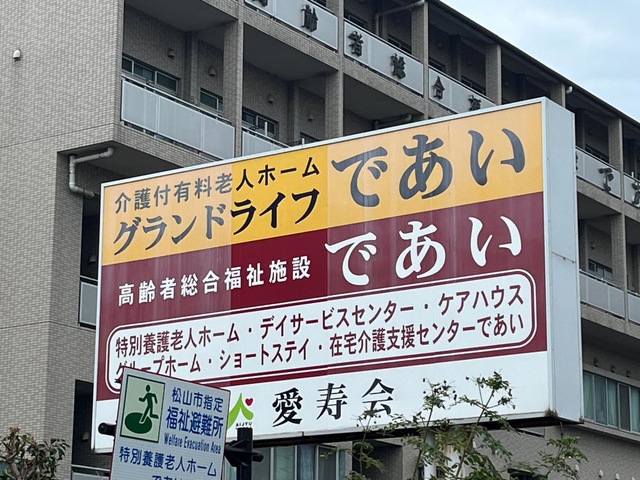 者総合
で
介護付有料老人ホーム
グランドライフ
であい
高齢者総合福祉施設
であい
特別養護老人ホーム・デイサービスセンター・ケアハウス
グループホーム・ショートステイ・在宅介護支援センターであい
AIJYU
愛寿会
松山市指定
福祉避難所
Welfare Evacuation Area
特別養護老人ホーム